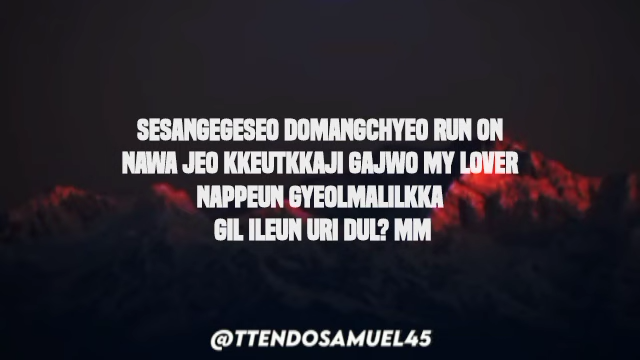 SESANGEGESEO DOMANGCHYEO RUN ON
NAWA JEO KKEUTKKAJI GAJWO MY LOVER
NAPPEUN GYEOLMALILKKA
GIL ILEUN URI DUL? MM
@TTENDOSAMUEL45